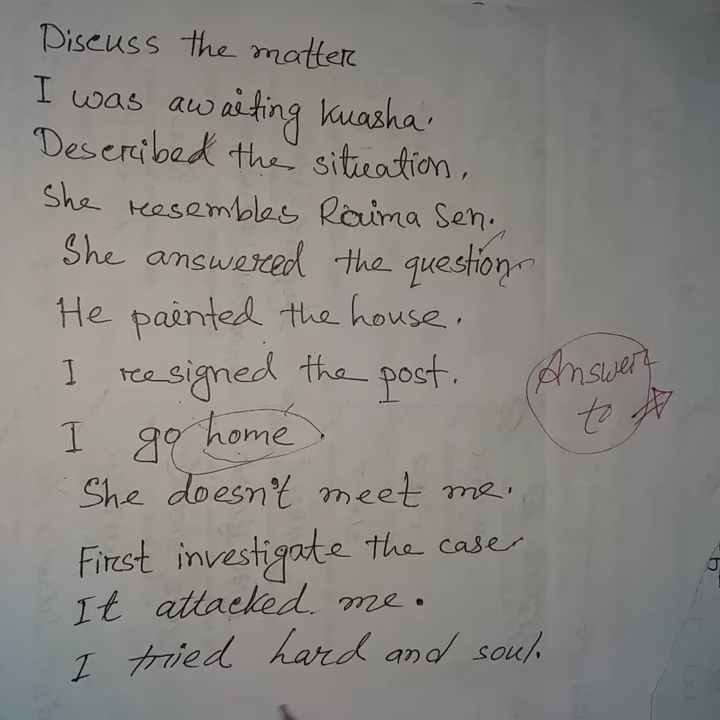 Discuss the matter
I was awaiting Kuasha.
Described the situation.
She resembles Raima Sen.
She answered the question
He painted the house.
I resigned the post.
Answer
to
I go home.
She doesn't meet me.
First investigate the case
It attacked me.
I tried hard and soul.